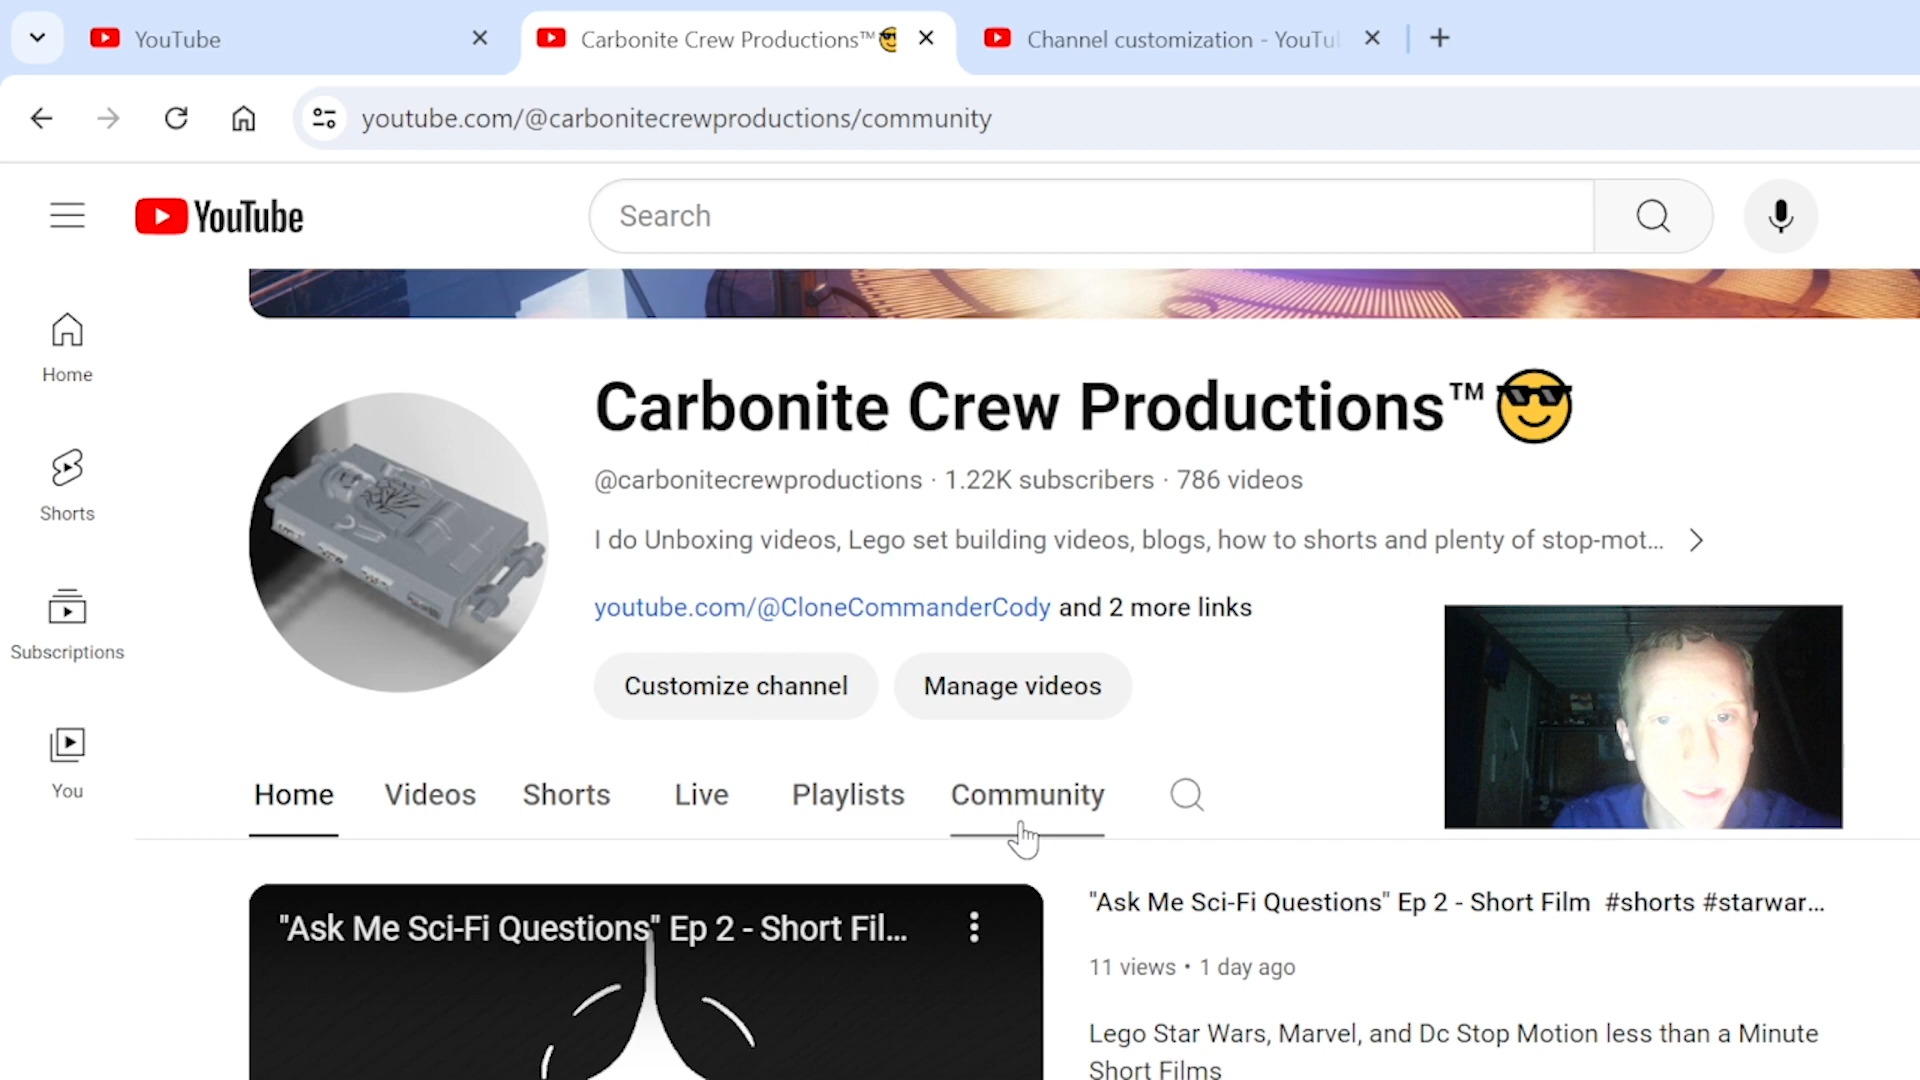 YouTube
Carbonite Crew Productions™😎
Channel customization - YouTu
youtube.com/@carbonitecrewproductions/community
YouTube
Search
Home
Shorts
Subscriptions
You
Carbonite Crew Productions™😎
@carbonitecrewproductions · 1.22K subscribers · 786 videos
I do Unboxing videos, Lego set building videos, blogs, how to shorts and plenty of stop-mot...
youtube.com/@CloneCommanderCody and 2 more links
Customize channel
Manage videos
Home Videos Shorts Live Playlists Community
"Ask Me Sci-Fi Questions" Ep 2 - Short Fil...
"Ask Me Sci-Fi Questions" Ep 2 - Short Film #shorts #starwar...
11 views • 1 day ago
Lego Star Wars, Marvel, and Dc Stop Motion less than a Minute
Short Films